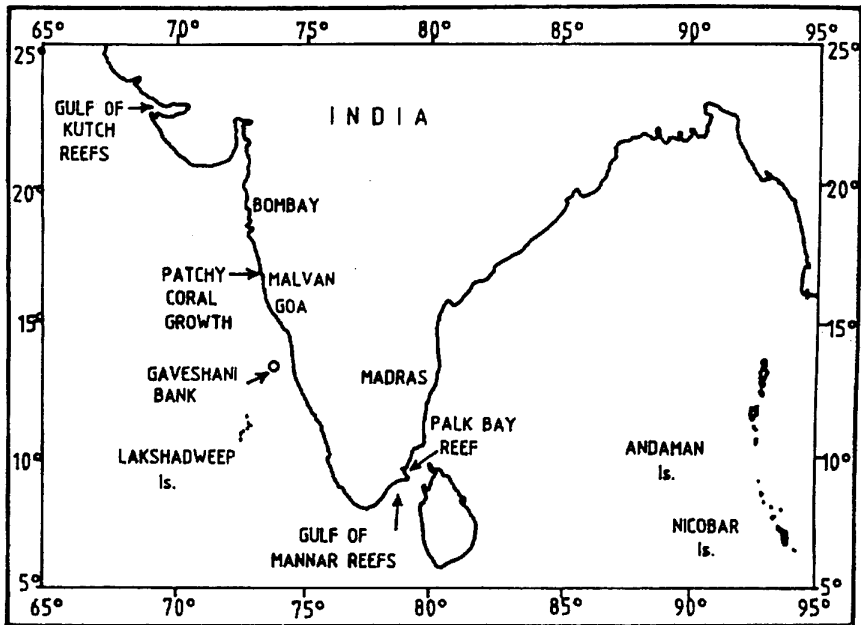 65° 70° 75° 80° 85° 90° 95°
25° 25°
INDIA
GULF OF
KUTCH
REEFS
20° 20°
BOMBAY
PATCHY
CORAL
GROWTH
MALVAN
GOA
15° 15°
GAVESHANI
BANK
MADRAS
PALK BAY
REEF
LAKSHADWEEP
Is.
ANDAMAN
Is.
10° 10°
GULF OF
MANNAR REEFS
NICOBAR
Is.
5° 5°
65° 70° 75° 80° 85° 90° 95°